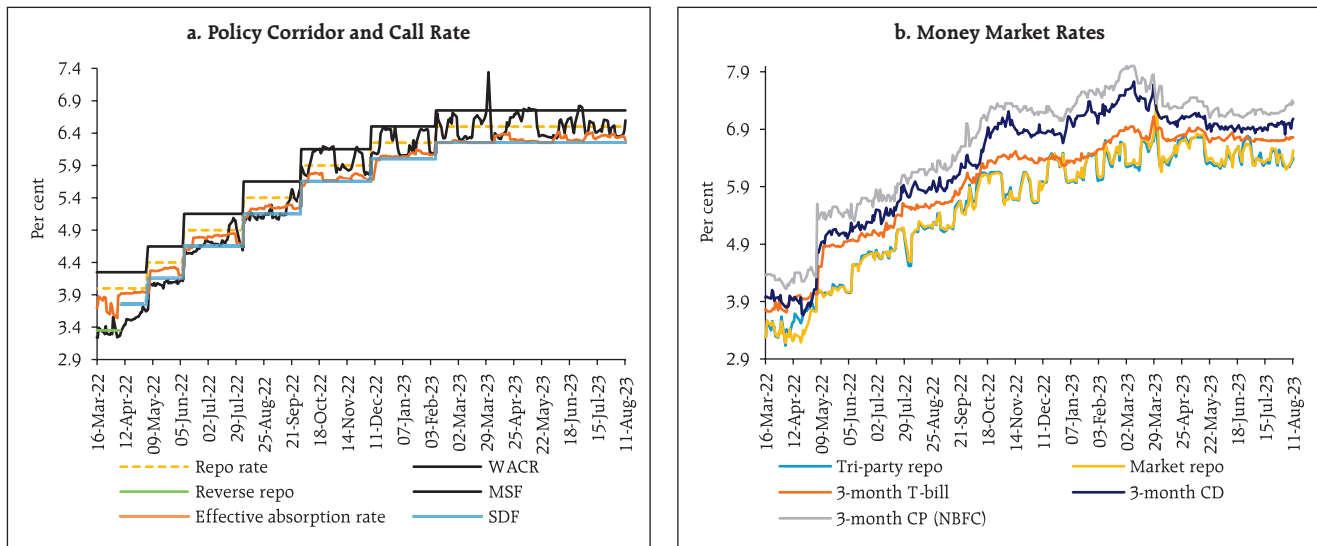 a. Policy Corridor and Call Rate
Per cent
7.4
6.9
6.4
5.9
5.4
4.9
4.4
3.9
3.4
2.9
16-Mar-22
12-Apr-22
09-May-22
05-Jun-22
02-Jul-22
29-Jul-22
25-Aug-22
21-Sep-22
18-Oct-22
14-Nov-22
11-Dec-22
07-Jan-23
03-Feb-23
02-Mar-23
29-Mar-23
25-Apr-23
22-May-23
18-Jun-23
15-Jul-23
11-Aug-23
Repo rate
WACR
Reverse repo
MSF
Effective absorption rate
SDF
b. Money Market Rates
Per cent
7.9
6.9
5.9
4.9
3.9
2.9
16-Mar-22
12-Apr-22
09-May-22
05-Jun-22
02-Jul-22
29-Jul-22
25-Aug-22
21-Sep-22
18-Oct-22
14-Nov-22
11-Dec-22
07-Jan-23
03-Feb-23
02-Mar-23
29-Mar-23
25-Apr-23
22-May-23
18-Jun-23
15-Jul-23
11-Aug-23
Tri-party repo
Market repo
3-month T-bill
3-month CD
3-month CP (NBFC)